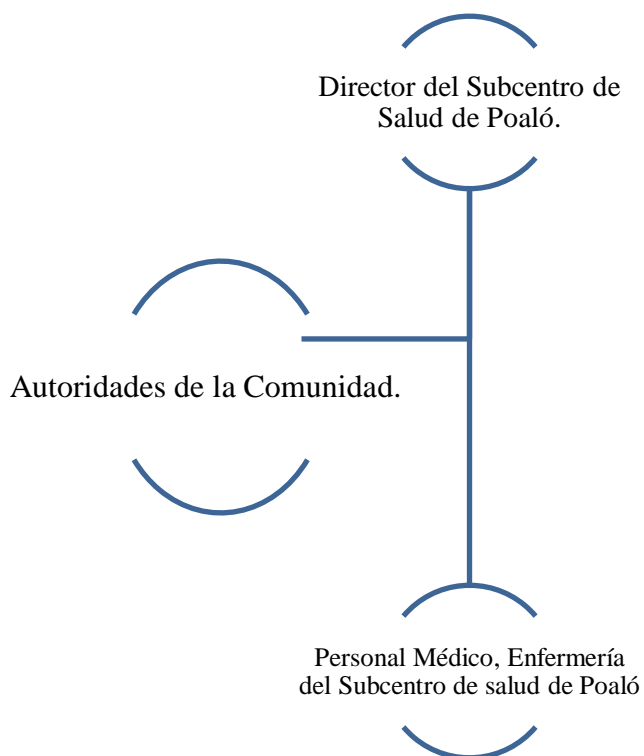 Director del Subcentro de
Salud de Poaló.
Autoridades de la Comunidad.
Personal Médico, Enfermería
del Subcentro de salud de Poaló